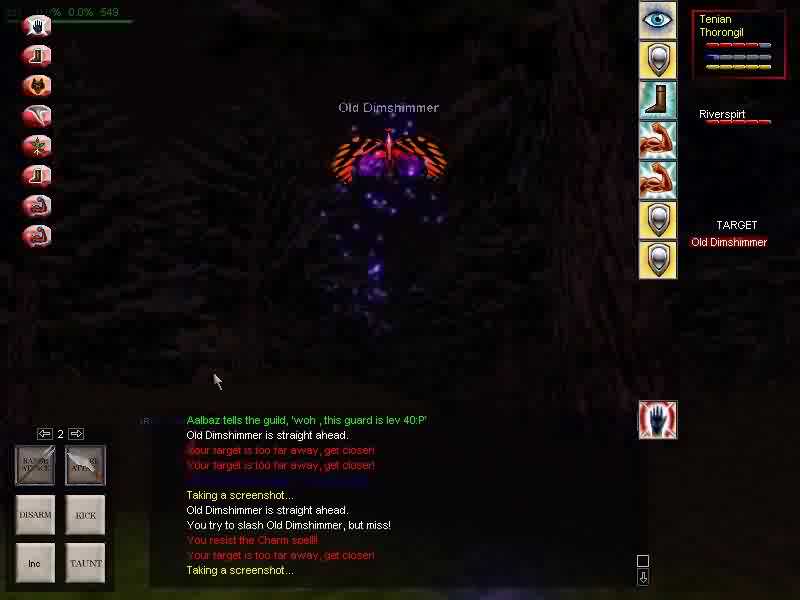 0.0% 549
Tenian
Thorongil
Old Dimshimmer
Riverspirt
TARGET
Old Dimshimmer
2
RANGE
ATTACK
DISARM
KICK
Inc
TAUNT
Aalbaz tells the guild, 'woh , this guard is lev 40:P'
Old Dimshimmer is straight ahead.
Your target is too far away, get closer!
Your target is too far away, get closer!
Taking a screenshot...
Old Dimshimmer is straight ahead.
You try to slash Old Dimshimmer, but miss!
You resist the Charm spell!
Your target is too far away, get closer!
Taking a screenshot...